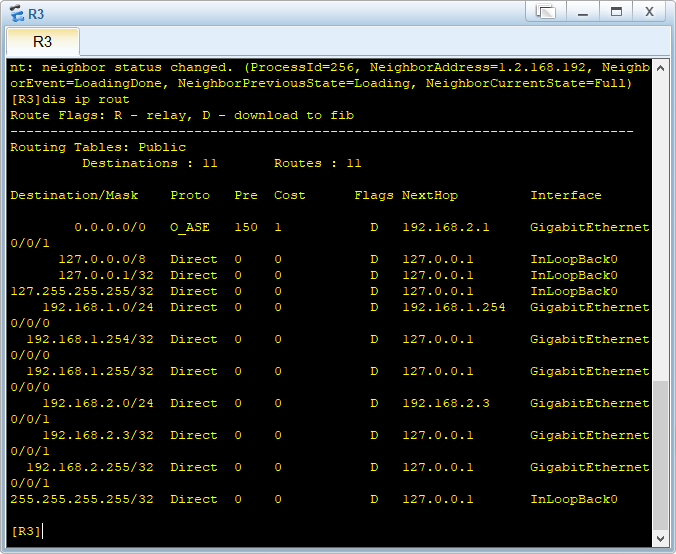 R3
R3
nt: neighbor status changed. (ProcessId=256, NeighborAddress=1.2.168.192, Neighb
orEvent=LoadingDone, NeighborPreviousState=Loading, NeighborCurrentState=Full)
[R3]dis ip rout
Route Flags: R - relay, D - download to fib
------------------------------------------------------------------------------
Routing Tables: Public
         Destinations : 11       Routes : 11

Destination/Mask    Proto   Pre  Cost      Flags NextHop         Interface

        0.0.0.0/0   O_ASE   150  1           D   192.168.2.1     GigabitEthernet
0/0/1
      127.0.0.0/8   Direct  0    0           D   127.0.0.1       InLoopBack0
      127.0.0.1/32  Direct  0    0           D   127.0.0.1       InLoopBack0
127.255.255.255/32  Direct  0    0           D   127.0.0.1       InLoopBack0
    192.168.1.0/24  Direct  0    0           D   192.168.1.254   GigabitEthernet
0/0/0
  192.168.1.254/32  Direct  0    0           D   127.0.0.1       GigabitEthernet
0/0/0
  192.168.1.255/32  Direct  0    0           D   127.0.0.1       GigabitEthernet
0/0/0
    192.168.2.0/24  Direct  0    0           D   192.168.2.3     GigabitEthernet
0/0/1
    192.168.2.3/32  Direct  0    0           D   127.0.0.1       GigabitEthernet
0/0/1
  192.168.2.255/32  Direct  0    0           D   127.0.0.1       GigabitEthernet
0/0/1
255.255.255.255/32  Direct  0    0           D   127.0.0.1       InLoopBack0

[R3]